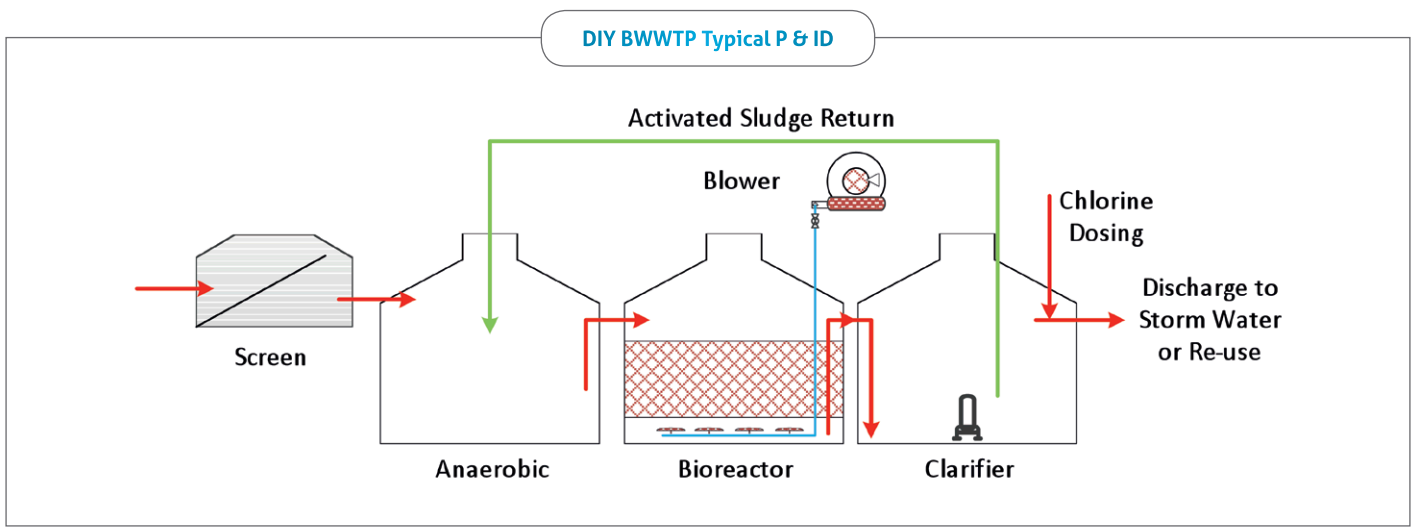 DIY BWWTP Typical P & ID
Activated Sludge Return
Blower
Chlorine
Dosing
Discharge to
Storm Water
or Re-use
Screen
Anaerobic
Bioreactor
Clarifier